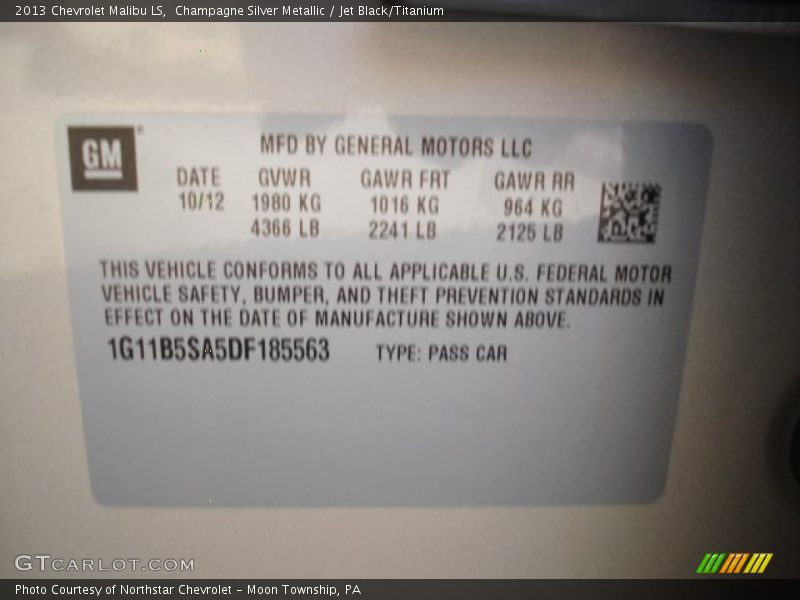 2013 Chevrolet Malibu LS, Champagne Silver Metallic / Jet Black/Titanium
GM
MFD BY GENERAL MOTORS LLC
DATE GVWR GAWR FRT GAWR RR
10/12 1980 KG 1016 KG 964 KG
4366 LB 2241 LB 2125 LB
THIS VEHICLE CONFORMS TO ALL APPLICABLE U.S. FEDERAL MOTOR
VEHICLE SAFETY, BUMPER, AND THEFT PREVENTION STANDARDS IN
EFFECT ON THE DATE OF MANUFACTURE SHOWN ABOVE.
1G11B5SA5DF185563 TYPE: PASS CAR
GTCARLOT.COM
Photo Courtesy of Northstar Chevrolet - Moon Township, PA